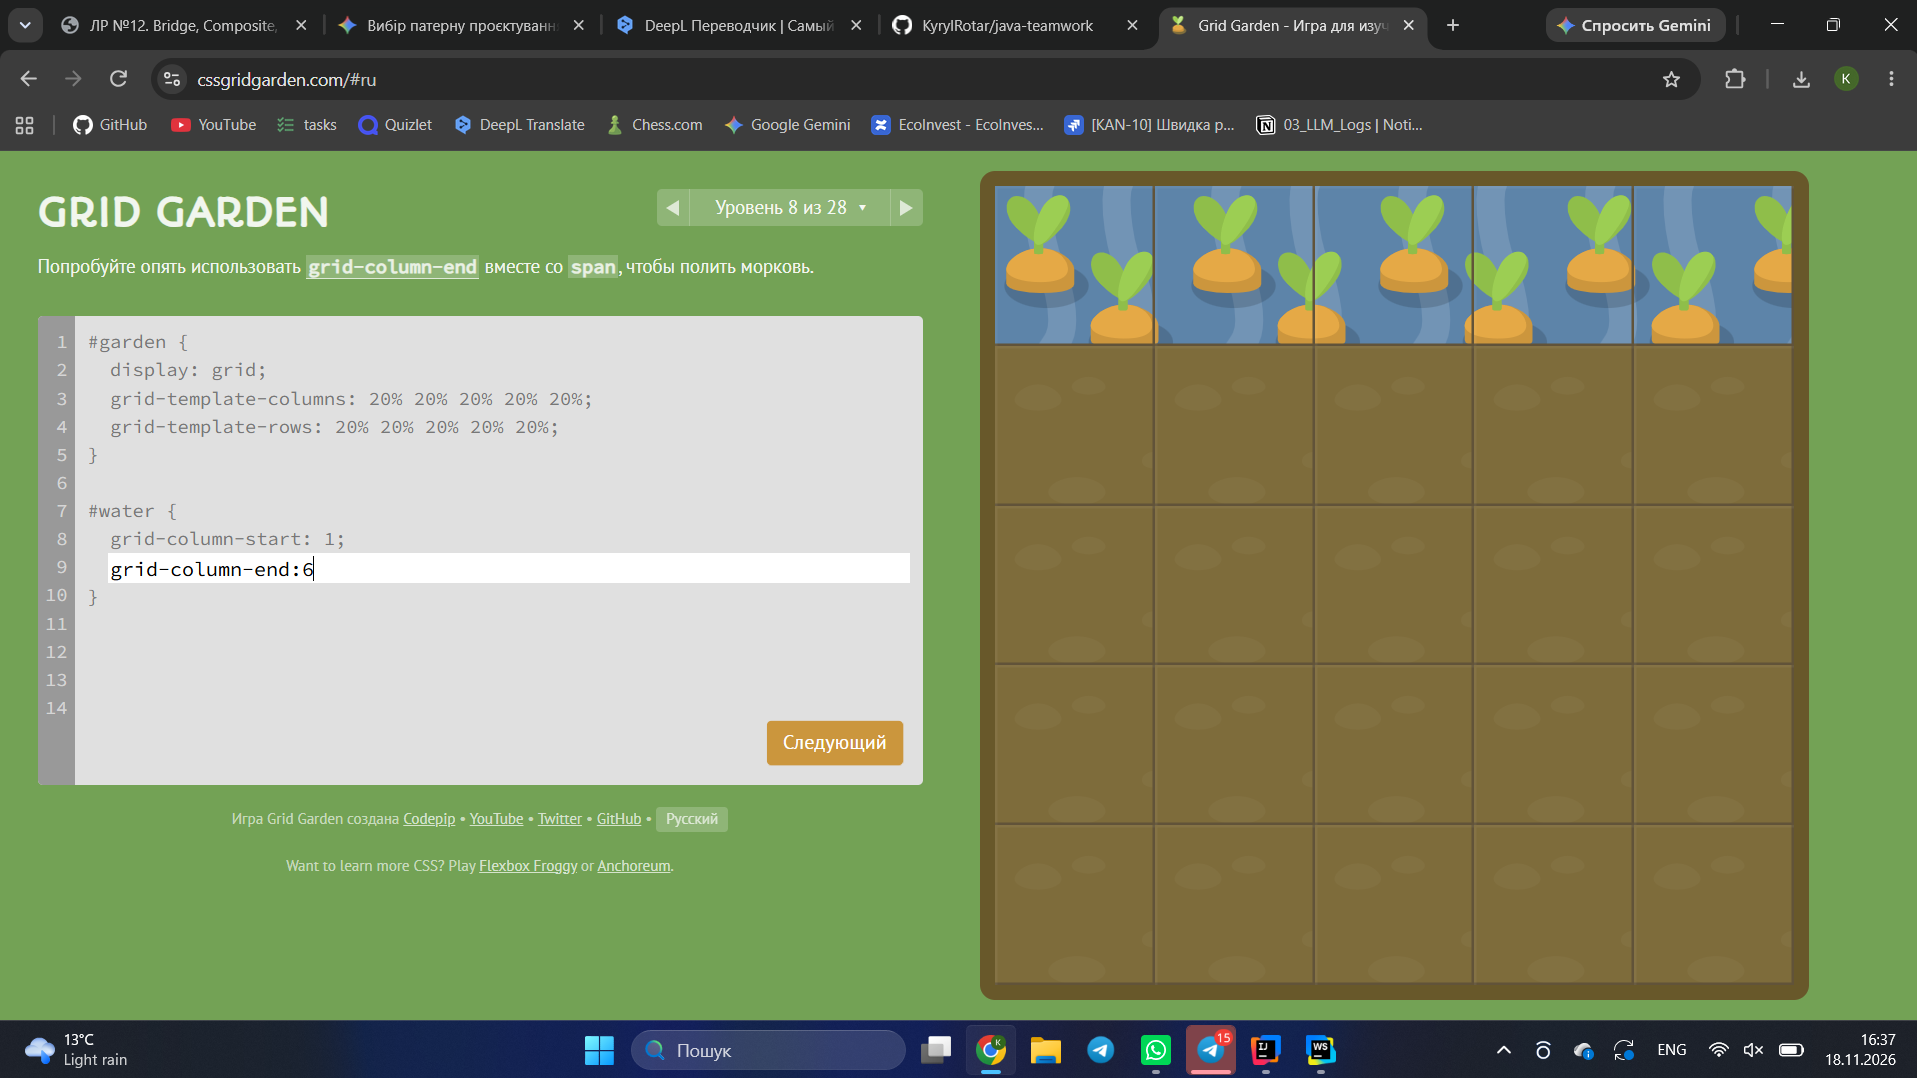 ЛР №12. Bridge, Composite,
Вибір патерну проєктуванн
DeepL Переводчик | Самый
KyrylRotar/java-teamwork
Grid Garden - Игра для изуч
Спросить Gemini
cssgridgarden.com/#ru
K
GitHub
YouTube
tasks
Quizlet
DeepL Translate
Chess.com
Google Gemini
EcoInvest - EcoInves...
[KAN-10] Швидка р...
03_LLM_Logs | Noti...
GRID GARDEN
Уровень 8 из 28
Попробуйте опять использовать grid-column-end вместе со span, чтобы полить морковь.
1 #garden {
2 display: grid;
3 grid-template-columns: 20% 20% 20% 20% 20%;
4 grid-template-rows: 20% 20% 20% 20% 20%;
5 }
6
7 #water {
8 grid-column-start: 1;
9 grid-column-end:6
10 }
11
12
13
14
Следующий
Игра Grid Garden создана Codepip • YouTube • Twitter • GitHub • Русский
Want to learn more CSS? Play Flexbox Froggy or Anchoreum.
13°C
Light rain
Пошук
K
15
IJ
WS
ENG
16:37
18.11.2026